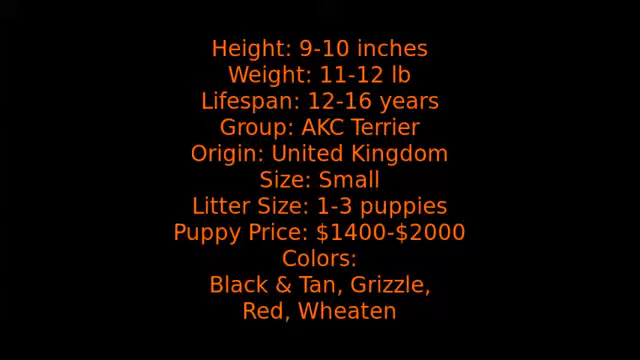 Height: 9-10 inches
Weight: 11-12 lb
Lifespan: 12-16 years
Group: AKC Terrier
Origin: United Kingdom
Size: Small
Litter Size: 1-3 puppies
Puppy Price: $1400-$2000
Colors:
Black & Tan, Grizzle,
Red, Wheaten